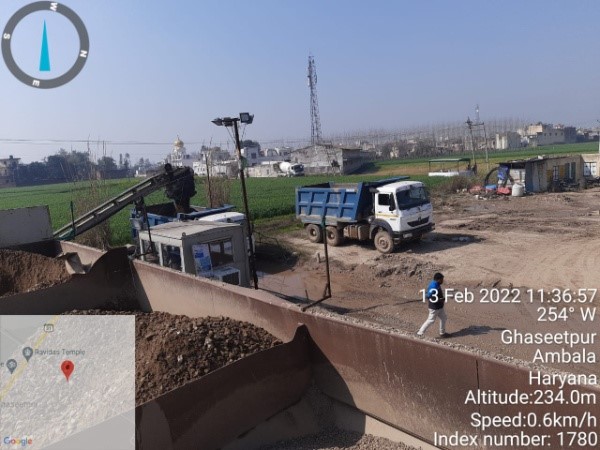 N
E
S
W
13 Feb 2022 11:36:57
254° W
Ghaseetpur
Ambala
Haryana
Altitude:234.0m
Speed:0.6km/h
Index number: 1780
Ravidas Temple
Google